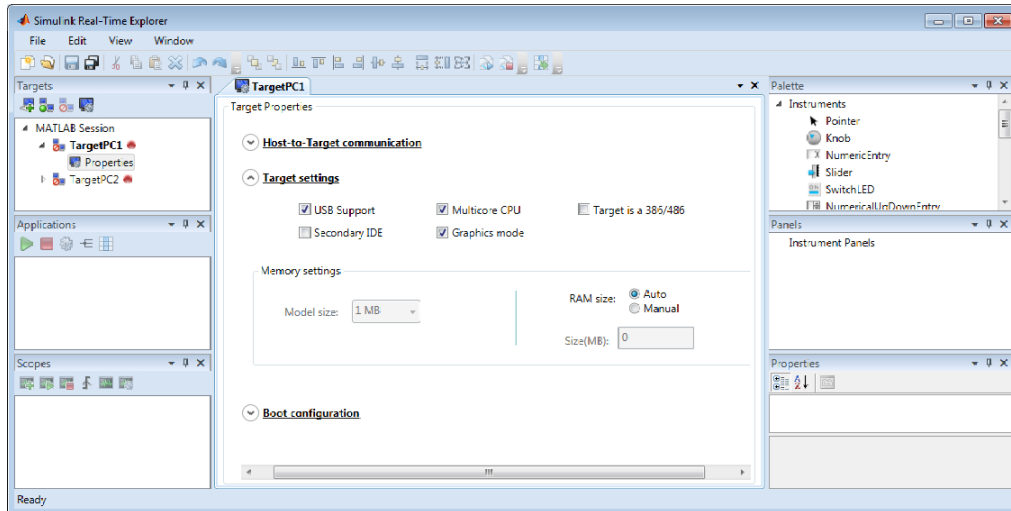 Simulink Real-Time Explorer
File Edit View Window
Targets
MATLAB Session
TargetPC1
Properties
TargetPC2
Applications
Scopes
TargetPC1
Target Properties
Host-to-Target communication
Target settings
USB Support Multicore CPU Target is a 386/486
Secondary IDE Graphics mode
Memory settings
Model size: 1 MB
RAM size: Auto
Manual
Size(MB): 0
Boot configuration
Palette
Instruments
Pointer
Knob
NumericEntry
Slider
SwitchLED
NumericalUpDownEntry
Panels
Instrument Panels
Properties
Ready